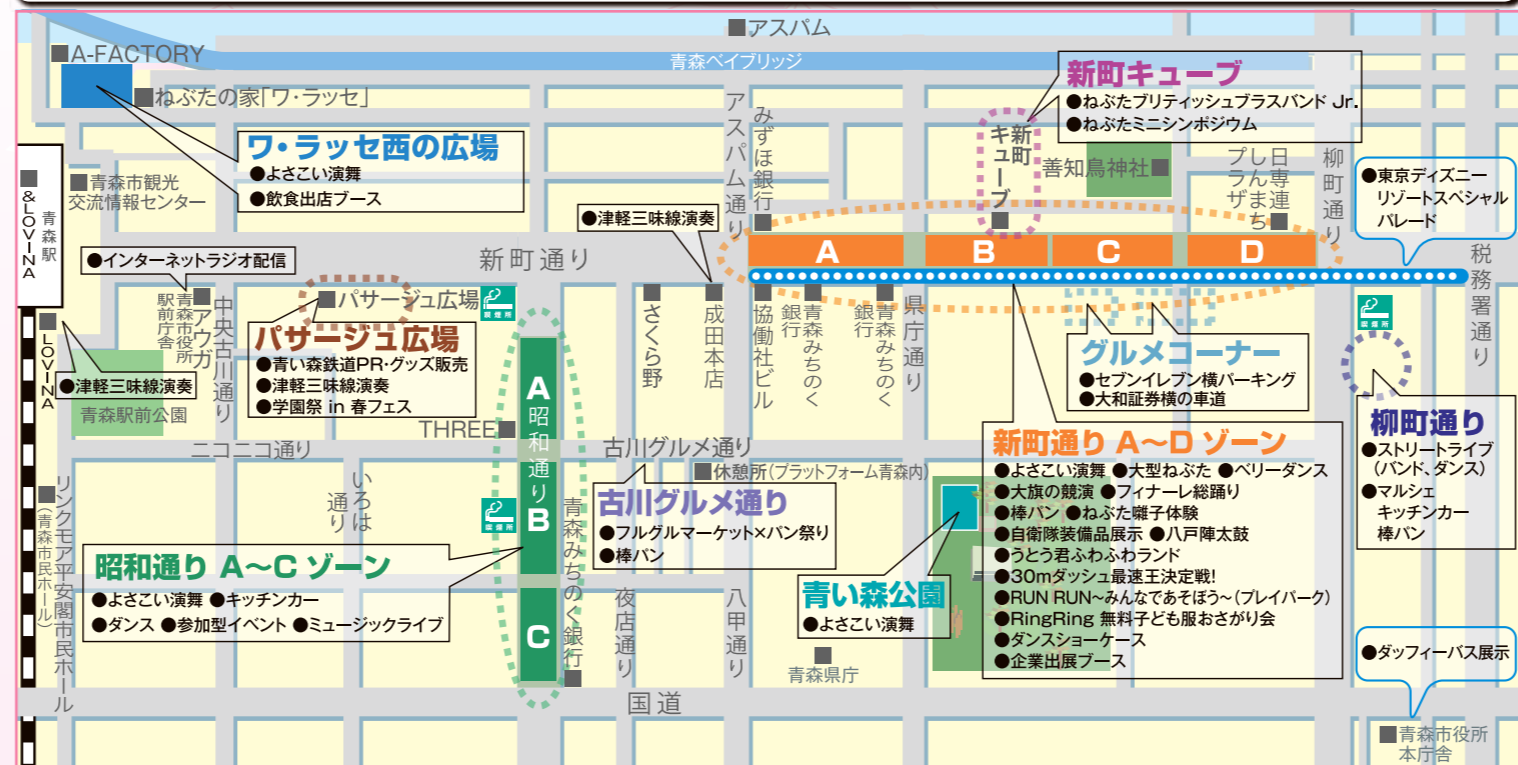 ■アスパム
■A-FACTORY
青森ベイブリッジ
■ねぶたの家「ワ・ラッセ」
新町キューブ
●ねぶたブリティッシュブラスバンド Jr.
●ねぶたミニシンポジウム
ワ・ラッセ西の広場
●よさこい演舞
●飲食出店ブース
アスパム通り
みずほ銀行
新町
キューブ
善知鳥神社■
日専連
しんまち
プラザ
柳町通り
●東京ディズニー
リゾートスペシャル
パレード
税務署通り
&LOVINA
青森駅
■青森市観光
交流情報センター
●津軽三味線演奏
新町通り
A
B
C
D
●インターネットラジオ配信
■パサージュ広場
喫煙所
アウガ
青森市役所
駅前庁舎
中央古川通り
パサージュ広場
●青い森鉄道PR・グッズ販売
●津軽三味線演奏
●学園祭 in 春フェス
LOVINA
●津軽三味線演奏
青森駅前公園
さくら野
成田本店
協働社ビル
青森みちのく
銀行
青森みちのく
銀行
県庁通り
グルメコーナー
●セブンイレブン横パーキング
●大和証券横の車道
喫煙所
柳町通り
●ストリートライブ
(バンド、ダンス)
●マルシェ
キッチンカー
棒パン
THREE■
ニコニコ通り
A
昭和通り
B
C
古川グルメ通り
■休憩所(プラットフォーム青森内)
古川グルメ通り
●フルグルマーケット×パン祭り
●棒パン
新町通り A～D ゾーン
●よさこい演舞 ●大型ねぶた ●ベリーダンス
●大旗の競演 ●フィナーレ総踊り
●棒パン ●ねぶた囃子体験
●自衛隊装備品展示 ●八戸陣太鼓
●うとう君ふわふわランド
●30mダッシュ最速王決定戦!
●RUN RUN～みんなであそぼう～(プレイパーク)
●RingRing 無料子ども服おさがり会
●ダンスショーケース
●企業出展ブース
リンクモア平安閣市民ホール
(青森市民ホール)
いろは
通り
喫煙所
青森みちのく銀行
昭和通り A～C ゾーン
●よさこい演舞 ●キッチンカー
●ダンス ●参加型イベント ●ミュージックライブ
夜店通り
八甲通り
青い森公園
●よさこい演舞
青森県庁
国道
●ダッフィーバス展示
■青森市役所
本庁舎